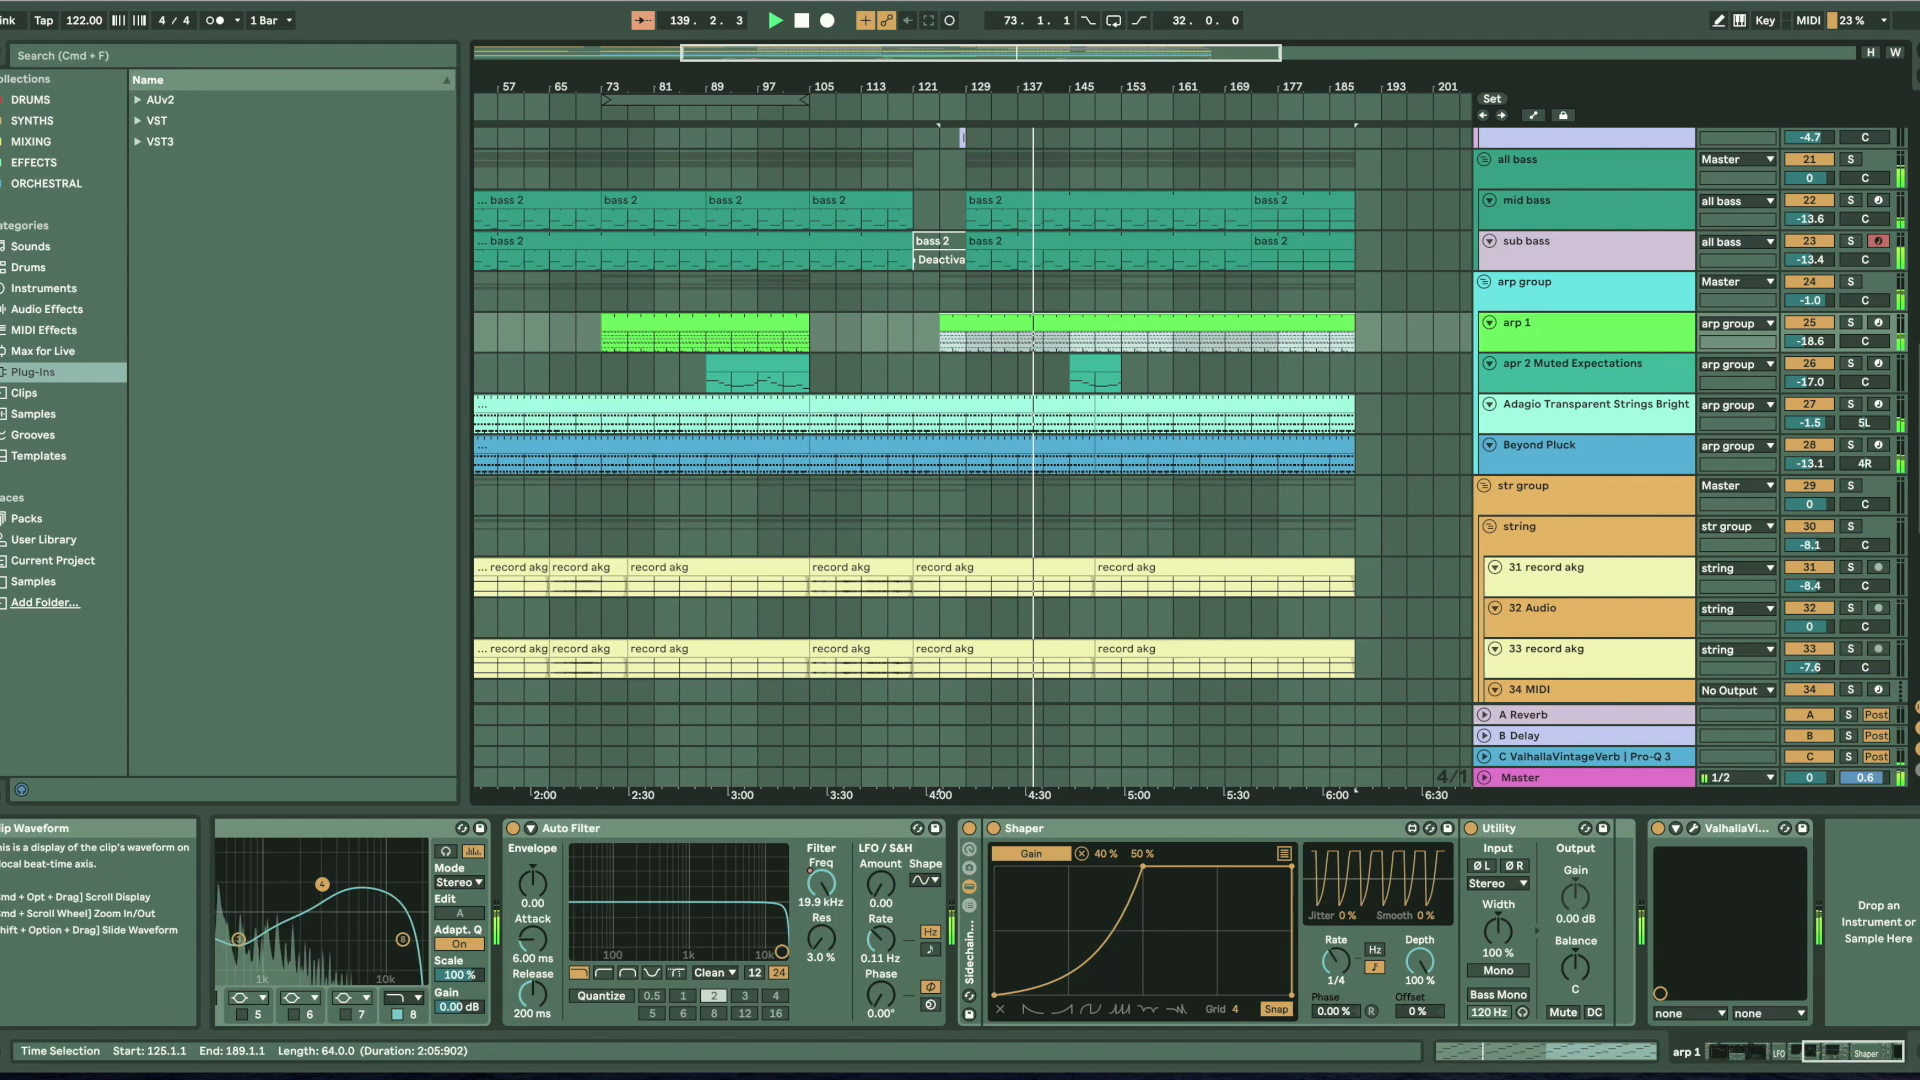 ink Tap 122.00 4 / 4 1 Bar
139. 2. 3
73. 1. 1 32. 0. 0
Key MIDI 23 %
Search (Cmd + F)
ollections
DRUMS
SYNTHS
MIXING
EFFECTS
ORCHESTRAL
ategories
Sounds
Drums
Instruments
Audio Effects
MIDI Effects
Max for Live
Plug-Ins
Clips
Samples
Grooves
Templates
aces
Packs
User Library
Current Project
Samples
Add Folder...
Name
AUv2
VST
VST3
H W
57 65 73 81 89 97 105 113 121 129 137 145 153 161 169 177 185 193 201
Set
-4.7 C
all bass Master 21 S
0 C
... bass 2 bass 2 bass 2 bass 2 bass 2 bass 2
mid bass all bass 22 S
-13.6 C
... bass 2 bass 2 bass 2 bass 2
Deactiva
sub bass all bass 23 S
-13.4 C
arp group Master 24 S
-1.0 C
arp 1 arp group 25 S
-18.6 C
apr 2 Muted Expectations arp group 26 S
-17.0 C
...
Adagio Transparent Strings Bright arp group 27 S
-1.5 5L
...
Beyond Pluck arp group 28 S
-13.1 4R
str group Master 29 S
0 C
string str group 30 S
-8.1 C
... record akg record akg record akg record akg record akg record akg
31 record akg string 31 S
-8.4 C
32 Audio string 32 S
0 C
... record akg record akg record akg record akg record akg record akg
33 record akg string 33 S
-7.6 C
34 MIDI No Output 34 S
A Reverb A S Post
B Delay B S Post
C ValhallaVintageVerb | Pro-Q 3 C S Post
4/1
Master 1/2 0 0.6
2:00 2:30 3:00 3:30 4:00 4:30 5:00 5:30 6:00 6:30
lip Waveform
his is a display of the clip's waveform on
local beat-time axis.
md + Opt + Drag] Scroll Display
md + Scroll Wheel] Zoom In/Out
hift + Option + Drag] Slide Waveform
4
3
8
1k 10k
5 6 7 8
Mode
Stereo
Edit
A
Adapt. Q
On
Scale
100 %
Gain
0.00 dB
Auto Filter
Envelope
0.00
Attack
6.00 ms
Release
200 ms
100 1k 10k
Clean 12 24
Quantize 0.5 1 2 3 4
5 6 8 12 16
Filter
Freq
19.9 kHz
Res
3.0 %
LFO / S&H
Amount Shape
0.00
Rate
Hz
0.11 Hz
Phase
0.00°
Sidechain...
Shaper
Gain 40 % 50 %
Grid 4 Snap
Jitter 0 % Smooth 0 %
Rate Hz Depth
1/4 100 %
Phase Offset
0.00 % R 0 %
Utility
Input
Ø L Ø R
Stereo
Width
100 %
Mono
Bass Mono
120 Hz
Output
Gain
0.00 dB
Balance
C
Mute DC
ValhallaVi...
none none
Drop an
Instrument or
Sample Here
Time Selection Start: 125.1.1 End: 189.1.1 Length: 64.0.0 (Duration: 2:05:902)
arp 1 LFO Shaper